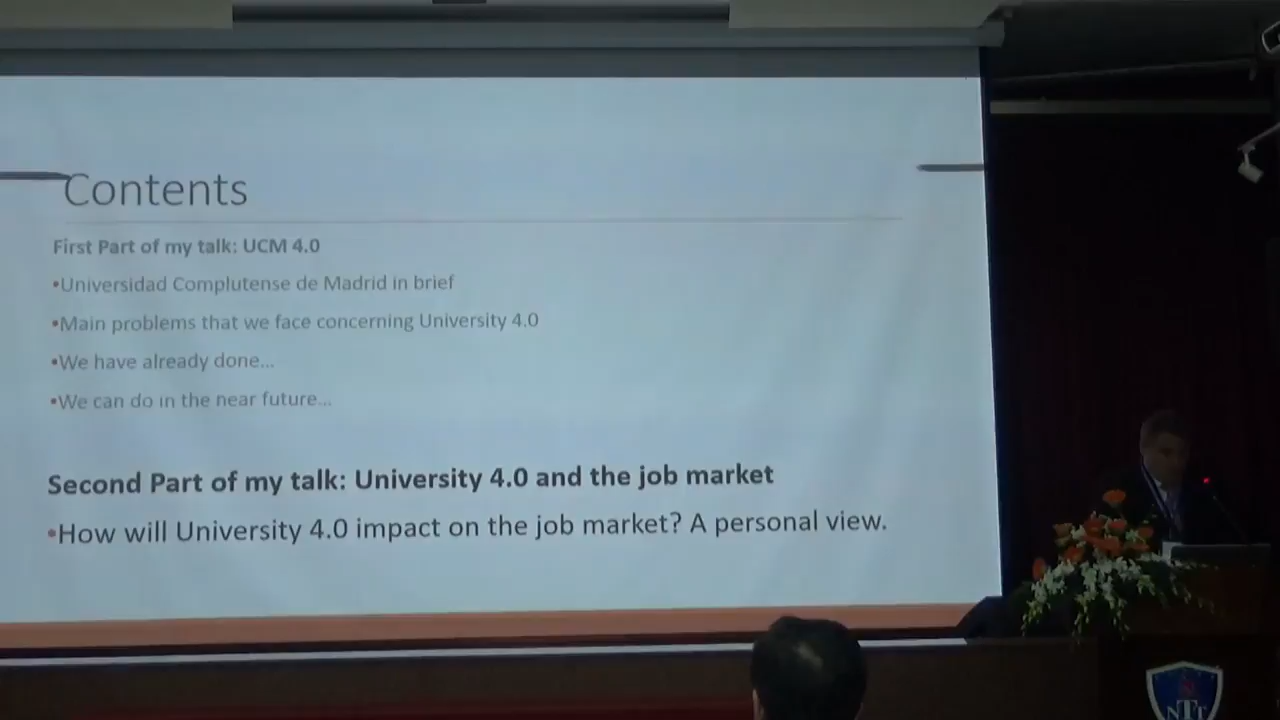 Contents
First Part of my talk: UCM 4.0
•Universidad Complutense de Madrid in brief
•Main problems that we face concerning University 4.0
•We have already done...
•We can do in the near future...
Second Part of my talk: University 4.0 and the job market
•How will University 4.0 impact on the job market? A personal view.
NTT